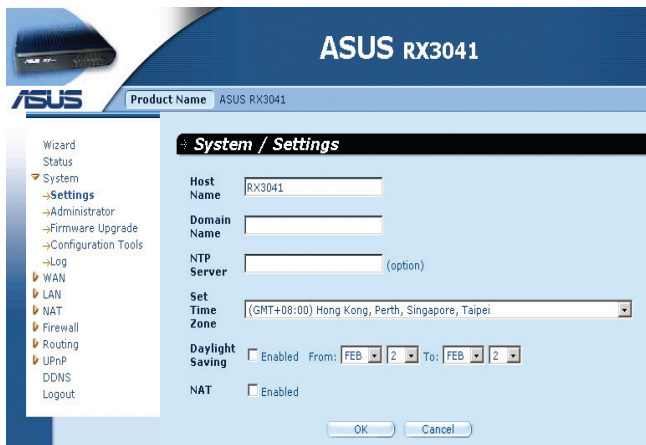 ASUS RX3041
ASUS
Product Name ASUS RX3041
Wizard
Status
System
Settings
Administrator
Firmware Upgrade
Configuration Tools
Log
WAN
LAN
NAT
Firewall
Routing
UPnP
DDNS
Logout
System / Settings
Host Name RX3041
Domain Name
NTP Server (option)
Set Time Zone (GMT+08:00) Hong Kong, Perth, Singapore, Taipei
Daylight Saving Enabled From: FEB 2 To: FEB 2
NAT Enabled
OK Cancel